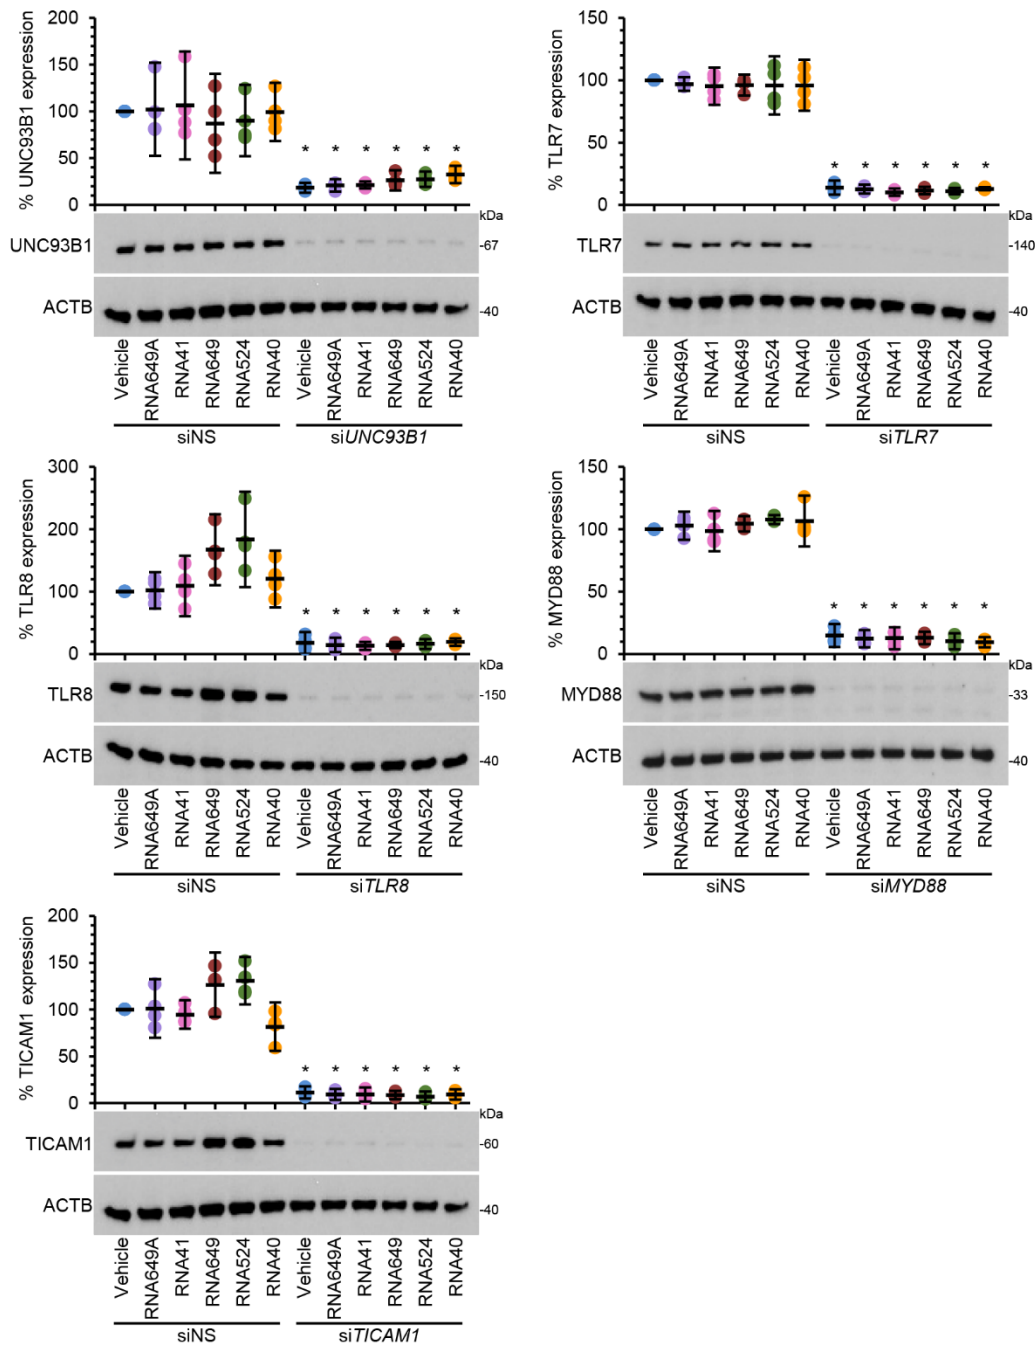 % UNC93B1 expression
200
150
100
50
0
* * * * * *
kDa
UNC93B1
-67
ACTB
-40
Vehicle
RNA649A
RNA41
RNA649
RNA524
RNA40
Vehicle
RNA649A
RNA41
RNA649
RNA524
RNA40
siNS
siUNC93B1
% TLR7 expression
150
100
50
0
* * * * * *
kDa
TLR7
-140
ACTB
-40
Vehicle
RNA649A
RNA41
RNA649
RNA524
RNA40
Vehicle
RNA649A
RNA41
RNA649
RNA524
RNA40
siNS
siTLR7
% TLR8 expression
300
200
100
0
* * * * * *
kDa
TLR8
-150
ACTB
-40
Vehicle
RNA649A
RNA41
RNA649
RNA524
RNA40
Vehicle
RNA649A
RNA41
RNA649
RNA524
RNA40
siNS
siTLR8
% MYD88 expression
150
100
50
0
* * * * * *
kDa
MYD88
-33
ACTB
-40
Vehicle
RNA649A
RNA41
RNA649
RNA524
RNA40
Vehicle
RNA649A
RNA41
RNA649
RNA524
RNA40
siNS
siMYD88
% TICAM1 expression
200
150
100
50
0
* * * * * *
kDa
TICAM1
-60
ACTB
-40
Vehicle
RNA649A
RNA41
RNA649
RNA524
RNA40
Vehicle
RNA649A
RNA41
RNA649
RNA524
RNA40
siNS
siTICAM1